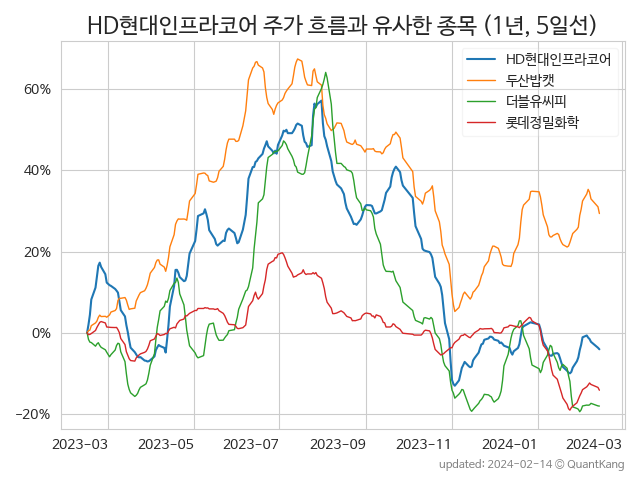 HD현대인프라코어 주가 흐름과 유사한 종목 (1년, 5일선)
HD현대인프라코어
두산밥캣
더블유씨피
롯데정밀화학
60%
40%
20%
0%
−20%
2023-03
2023-05
2023-07
2023-09
2023-11
2024-01
2024-03
updated: 2024-02-14 © QuantKang